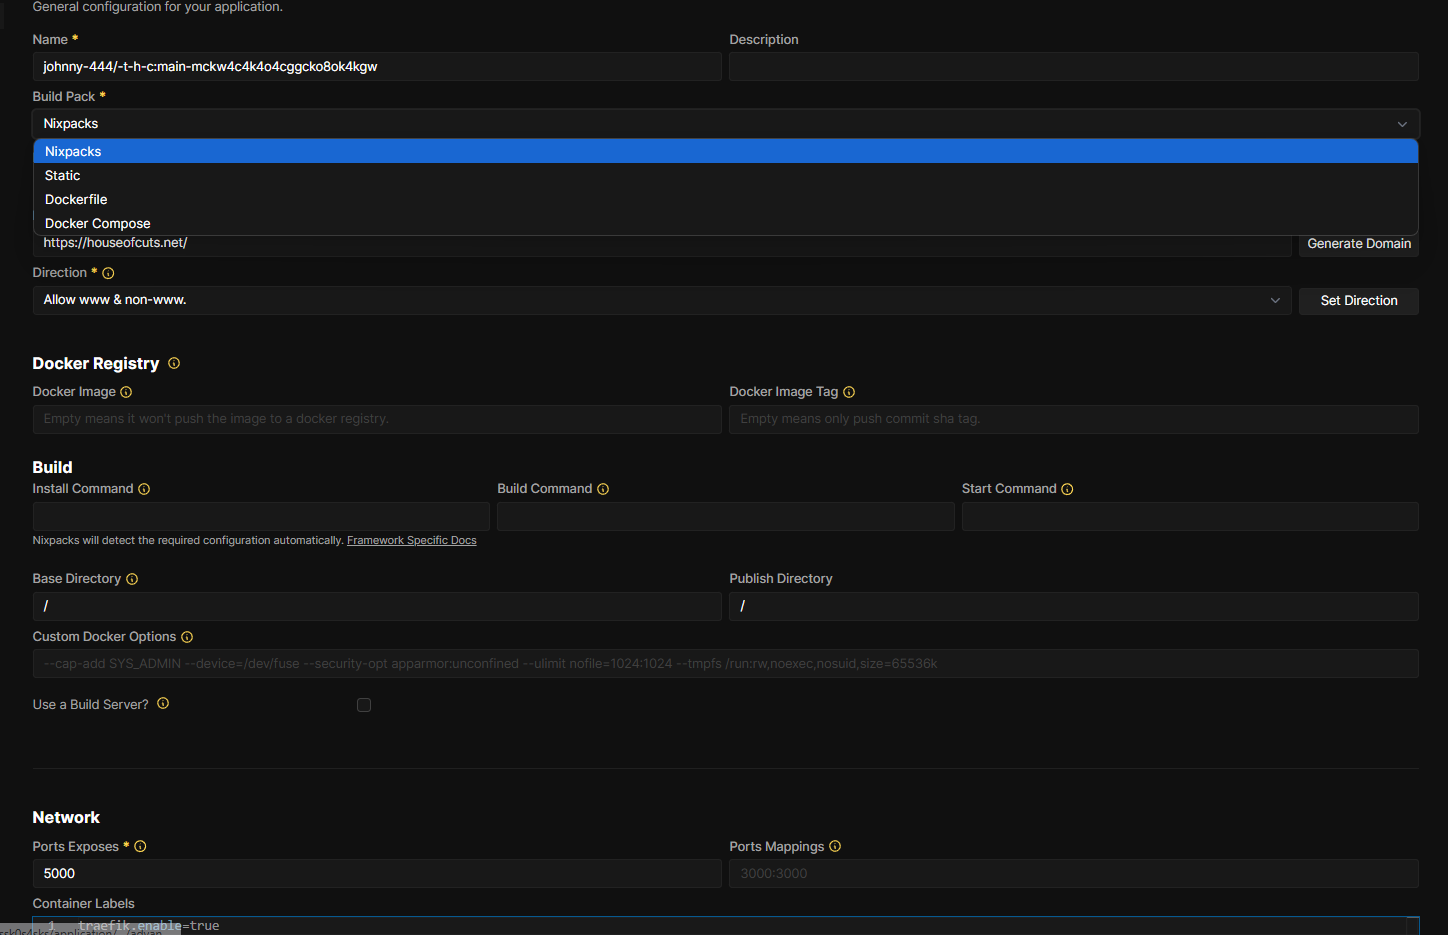 General configuration for your application.
Name *
Description
johnny-444/-t-h-c:main-mckw4c4k4o4cggcko8ok4kgw
Build Pack *
Nixpacks
Nixpacks
Static
Dockerfile
Docker Compose
https://houseofcuts.net/
Generate Domain
Direction *
Allow www & non-www.
Set Direction
Docker Registry
Docker Image
Docker Image Tag
Empty means it won't push the image to a docker registry.
Empty means only push commit sha tag.
Build
Install Command
Build Command
Start Command
Nixpacks will detect the required configuration automatically. Framework Specific Docs
Base Directory
Publish Directory
/
/
Custom Docker Options
--cap-add SYS_ADMIN --device=/dev/fuse --security-opt apparmor:unconfined --ulimit nofile=1024:1024 --tmpfs /run:rw,noexec,nosuid,size=65536k
Use a Build Server?
Network
Ports Exposes *
Ports Mappings
5000
3000:3000
Container Labels
1 traefik.enable=true